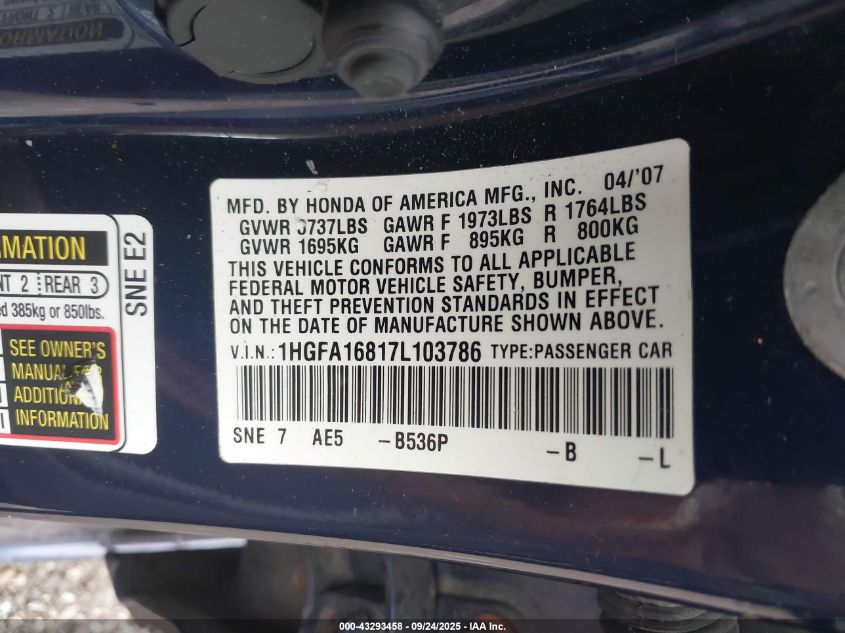 MFD. BY HONDA OF AMERICA MFG., INC. 04/'07
GVWR 3737LBS GAWR F 1973LBS R 1764LBS
GVWR 1695KG GAWR F 895KG R 800KG
THIS VEHICLE CONFORMS TO ALL APPLICABLE
FEDERAL MOTOR VEHICLE SAFETY, BUMPER,
AND THEFT PREVENTION STANDARDS IN EFFECT
ON THE DATE OF MANUFACTURE SHOWN ABOVE.
V.I.N.: 1HGFA16817L103786 TYPE:PASSENGER CAR
SNE 7 AE5 -B536P -B -L
RMATION
NT 2 REAR 3
ed 385kg or 850lbs.
SEE OWNER'S
MANUAL FOR
ADDITIONAL
INFORMATION
SNE E2
000-43293458 - 09/24/2025 - IAA Inc.